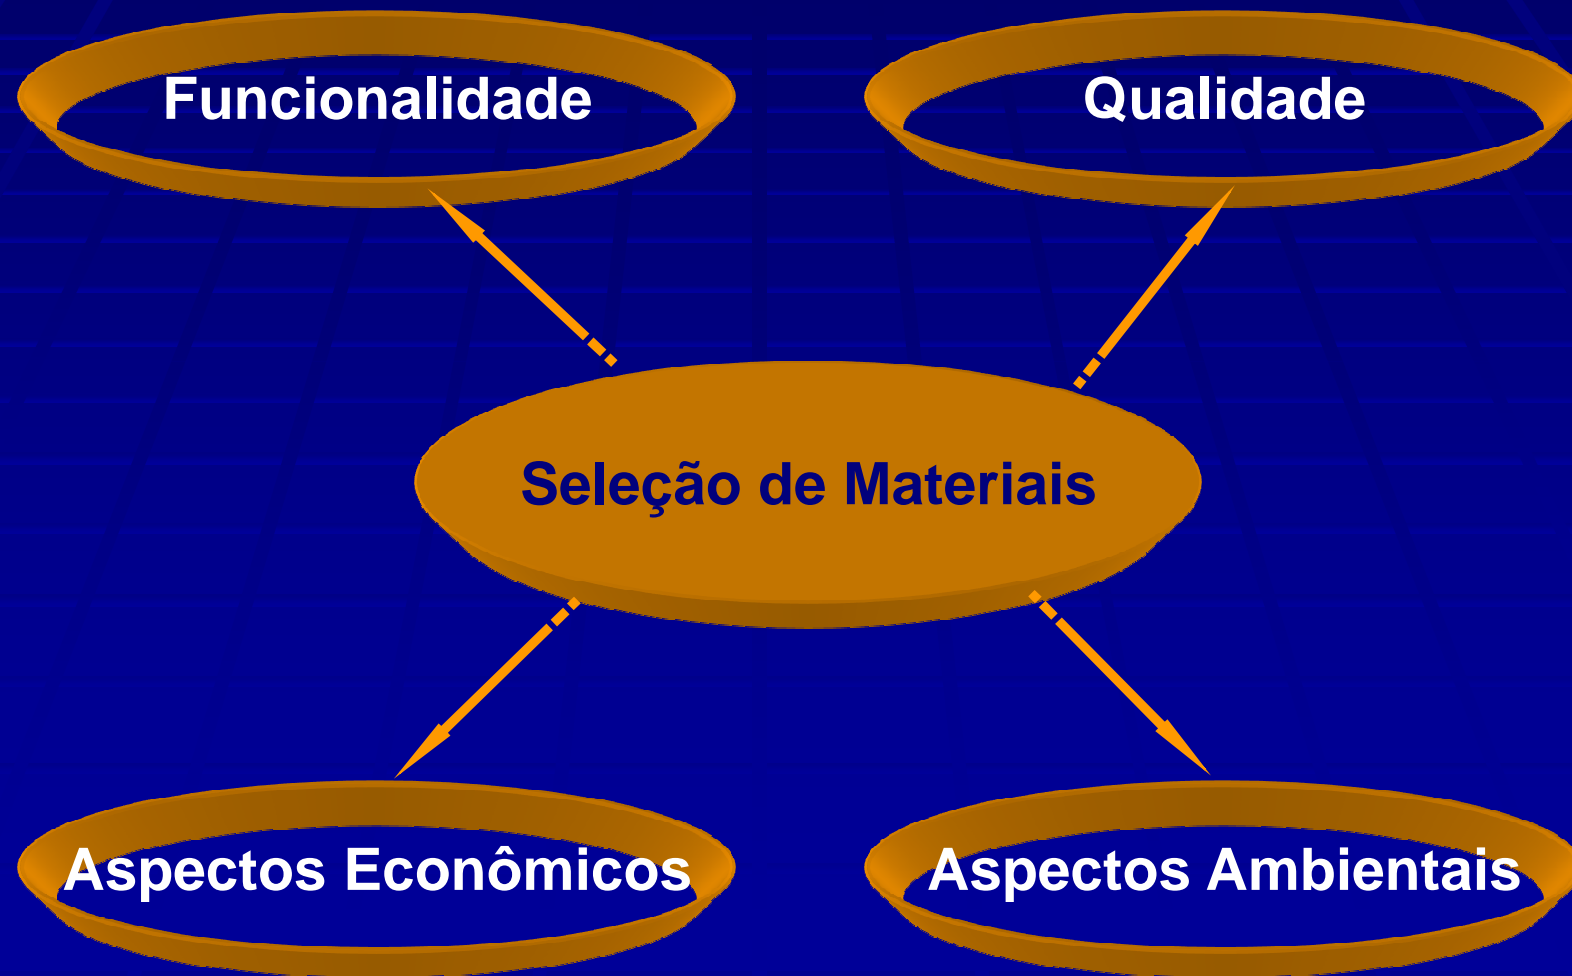 Funcionalidade
Qualidade
Seleção de Materiais
Aspectos Econômicos
Aspectos Ambientais